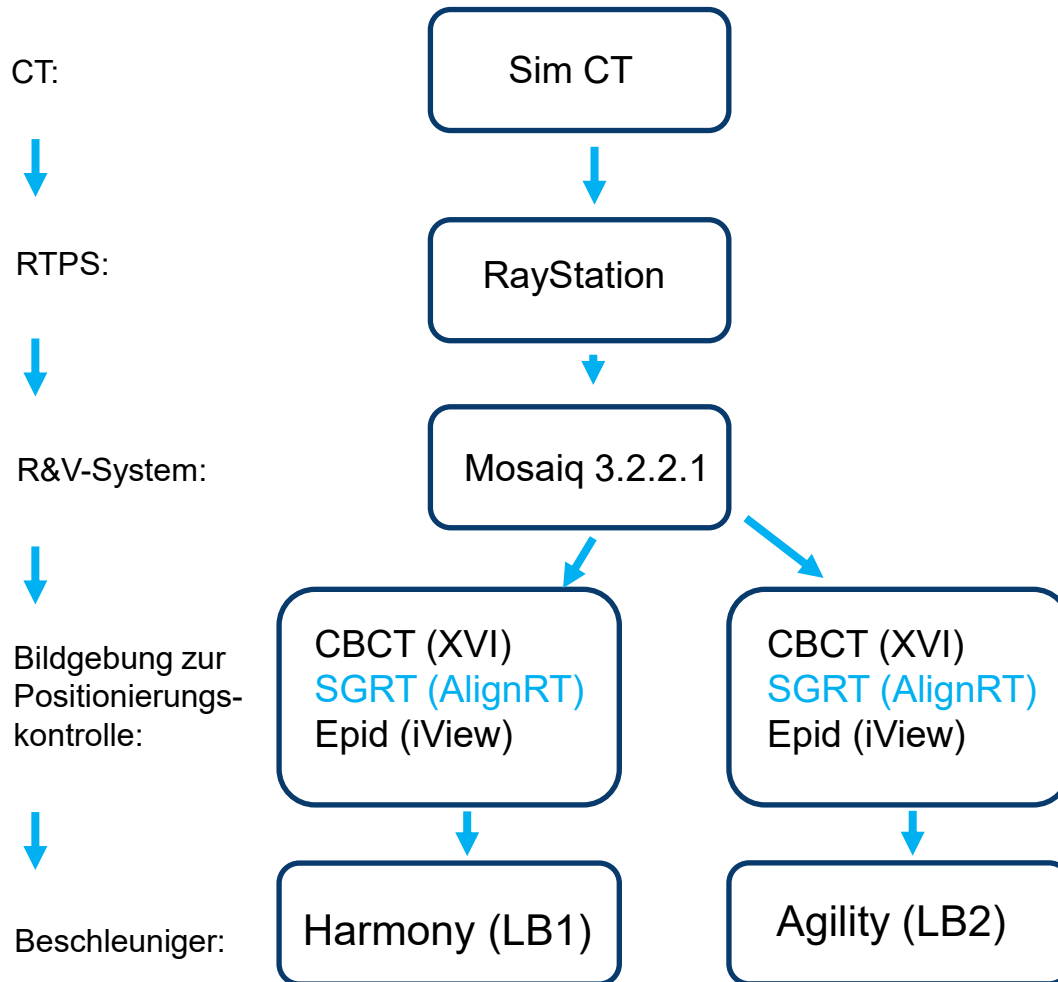 CT:
Sim CT
RTPS:
RayStation
R&V-System:
Mosaiq 3.2.2.1
Bildgebung zur
Positionierungs-
kontrolle:
CBCT (XVI)
SGRT (AlignRT)
Epid (iView)
CBCT (XVI)
SGRT (AlignRT)
Epid (iView)
Beschleuniger:
Harmony (LB1)
Agility (LB2)